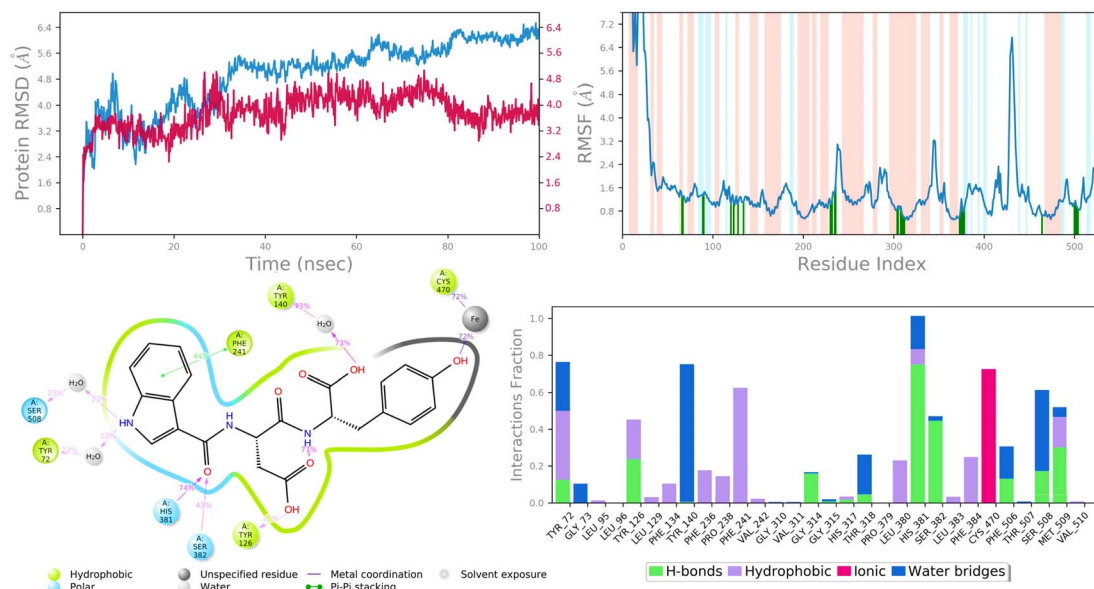 Protein RMSD (Å)
6.4
5.6
4.8
4.0
3.2
2.4
1.6
0.8
6.4
5.6
4.8
4.0
3.2
2.4
1.6
0.8
0 20 40 60 80 100
Time (nsec)
RMSF (Å)
7.2
6.4
5.6
4.8
4.0
3.2
2.4
1.6
0.8
0 100 200 300 400 500
Residue Index
A:
CYS
470
72%
Fe
72%
A:
TYR
140
73%
H₂O
73%
OH
O
A:
PHE
241
44%
OH
H₂O
23%
A:
SER
508
23%
HN
A:
TYR
72
H₂O
23%
NH
O
O
N
H
O
OH
74%
43%
A:
HIS
381
A:
SER
382
A:
TYR
126
Hydrophobic
Polar
Unspecified residue
Water
Metal coordination
Pi-Pi stacking
Solvent exposure
Interactions Fraction
1.0
0.8
0.6
0.4
0.2
0.0
TYR_72
GLY_73
LEU_95
LEU_96
TYR_126
LEU_129
PHE_134
TYR_140
PHE_236
PRO_238
PHE_241
VAL_242
GLY_310
VAL_311
GLY_314
GLY_315
HIS_317
THR_318
PRO_379
LEU_380
HIS_381
SER_382
LEU_383
PHE_384
CYS_470
PHE_506
THR_507
SER_508
MET_509
VAL_510
H-bonds Hydrophobic Ionic Water bridges